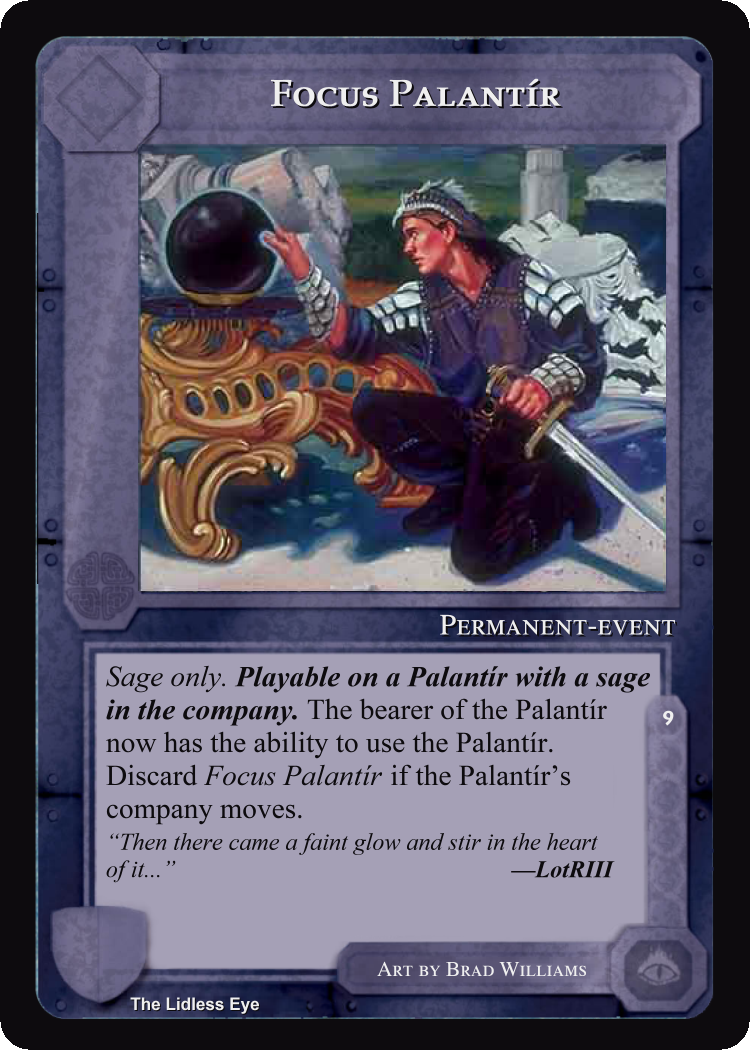 Focus Palantír
Permanent-event
Sage only. Playable on a Palantír with a sage
in the company. The bearer of the Palantír
now has the ability to use the Palantír.
Discard Focus Palantír if the Palantír’s
company moves.
“Then there came a faint glow and stir in the heart
of it...” —LotRIII
9
Art by Brad Williams
The Lidless Eye